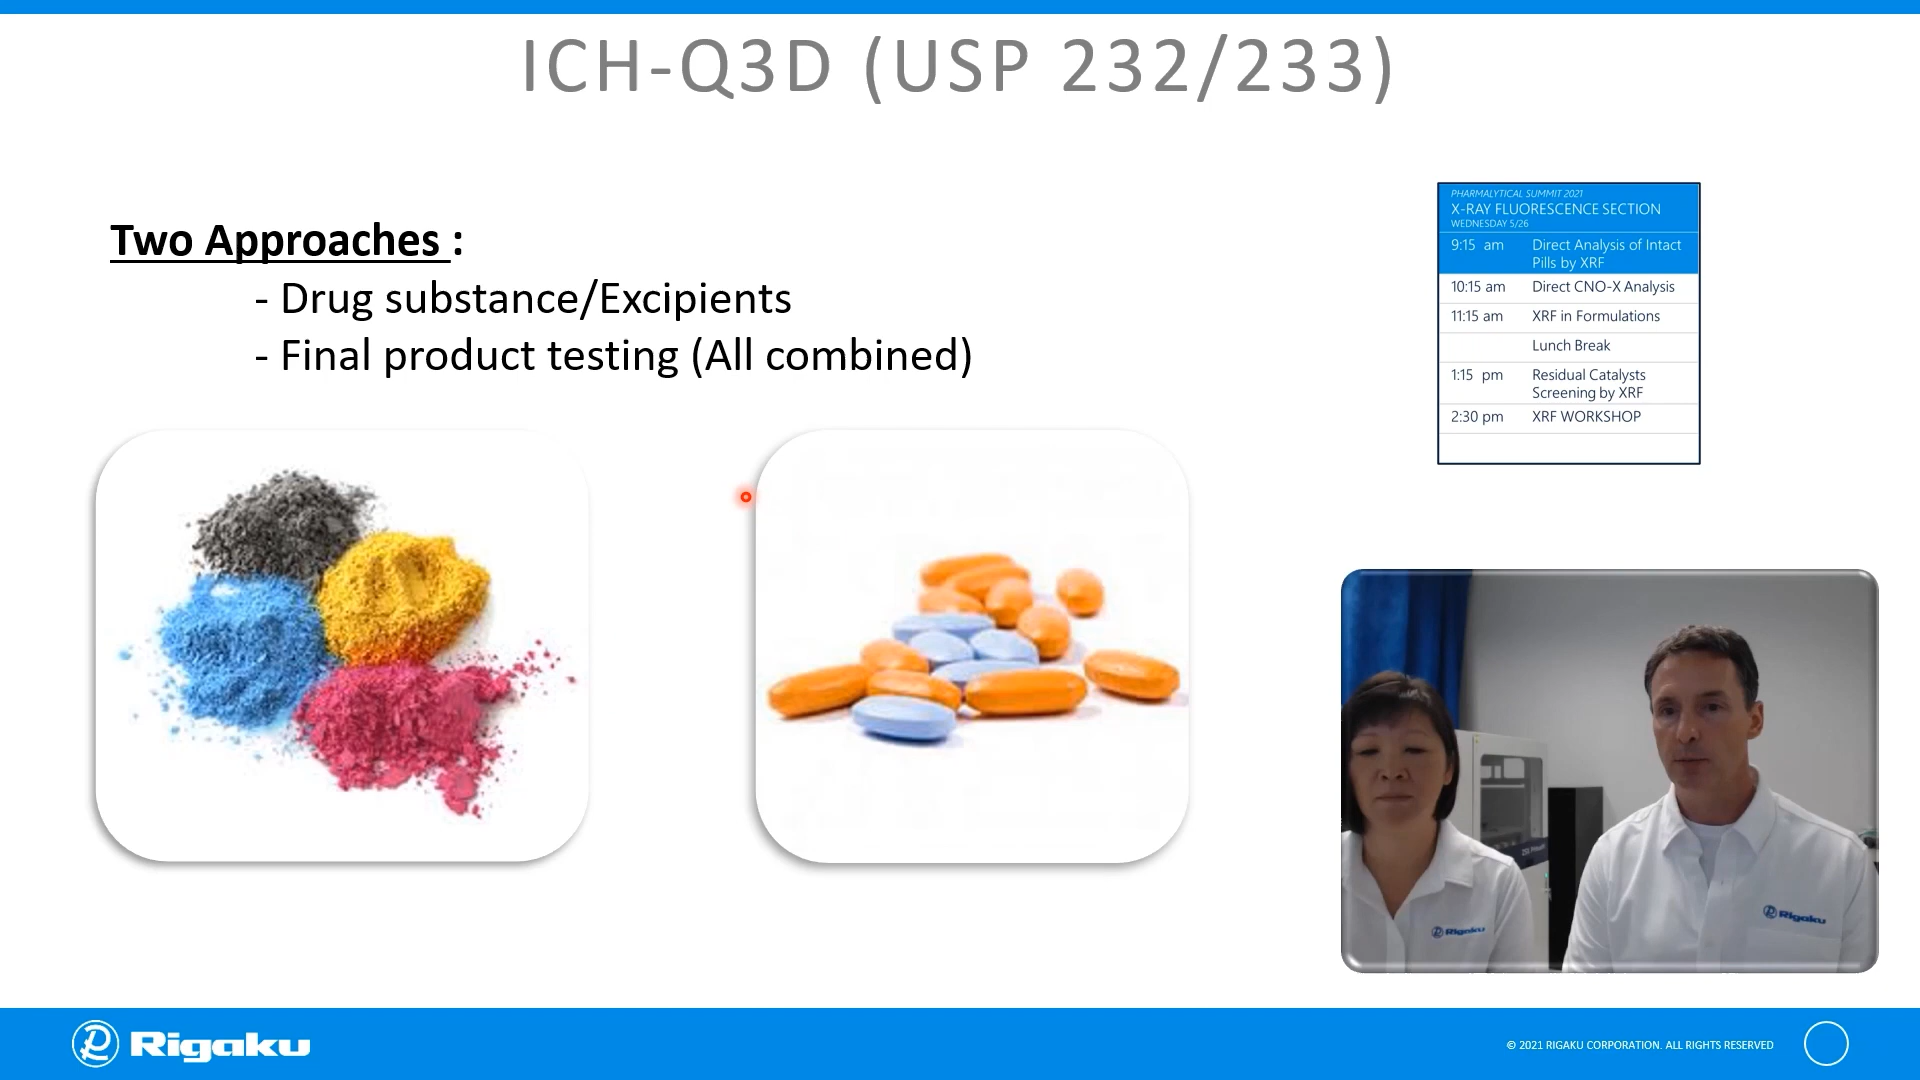 ICH-Q3D (USP 232/233)
Two Approaches :
- Drug substance/Excipients
- Final product testing (All combined)
PHARMALYTICAL SUMMIT 2021
X-RAY FLUORESCENCE SECTION
WEDNESDAY 5/26
9:15 am Direct Analysis of Intact
Pills by XRF
10:15 am Direct CNO-X Analysis
11:15 am XRF in Formulations
Lunch Break
1:15 pm Residual Catalysts
Screening by XRF
2:30 pm XRF WORKSHOP
Rigaku
Rigaku
Rigaku
© 2021 RIGAKU CORPORATION. ALL RIGHTS RESERVED